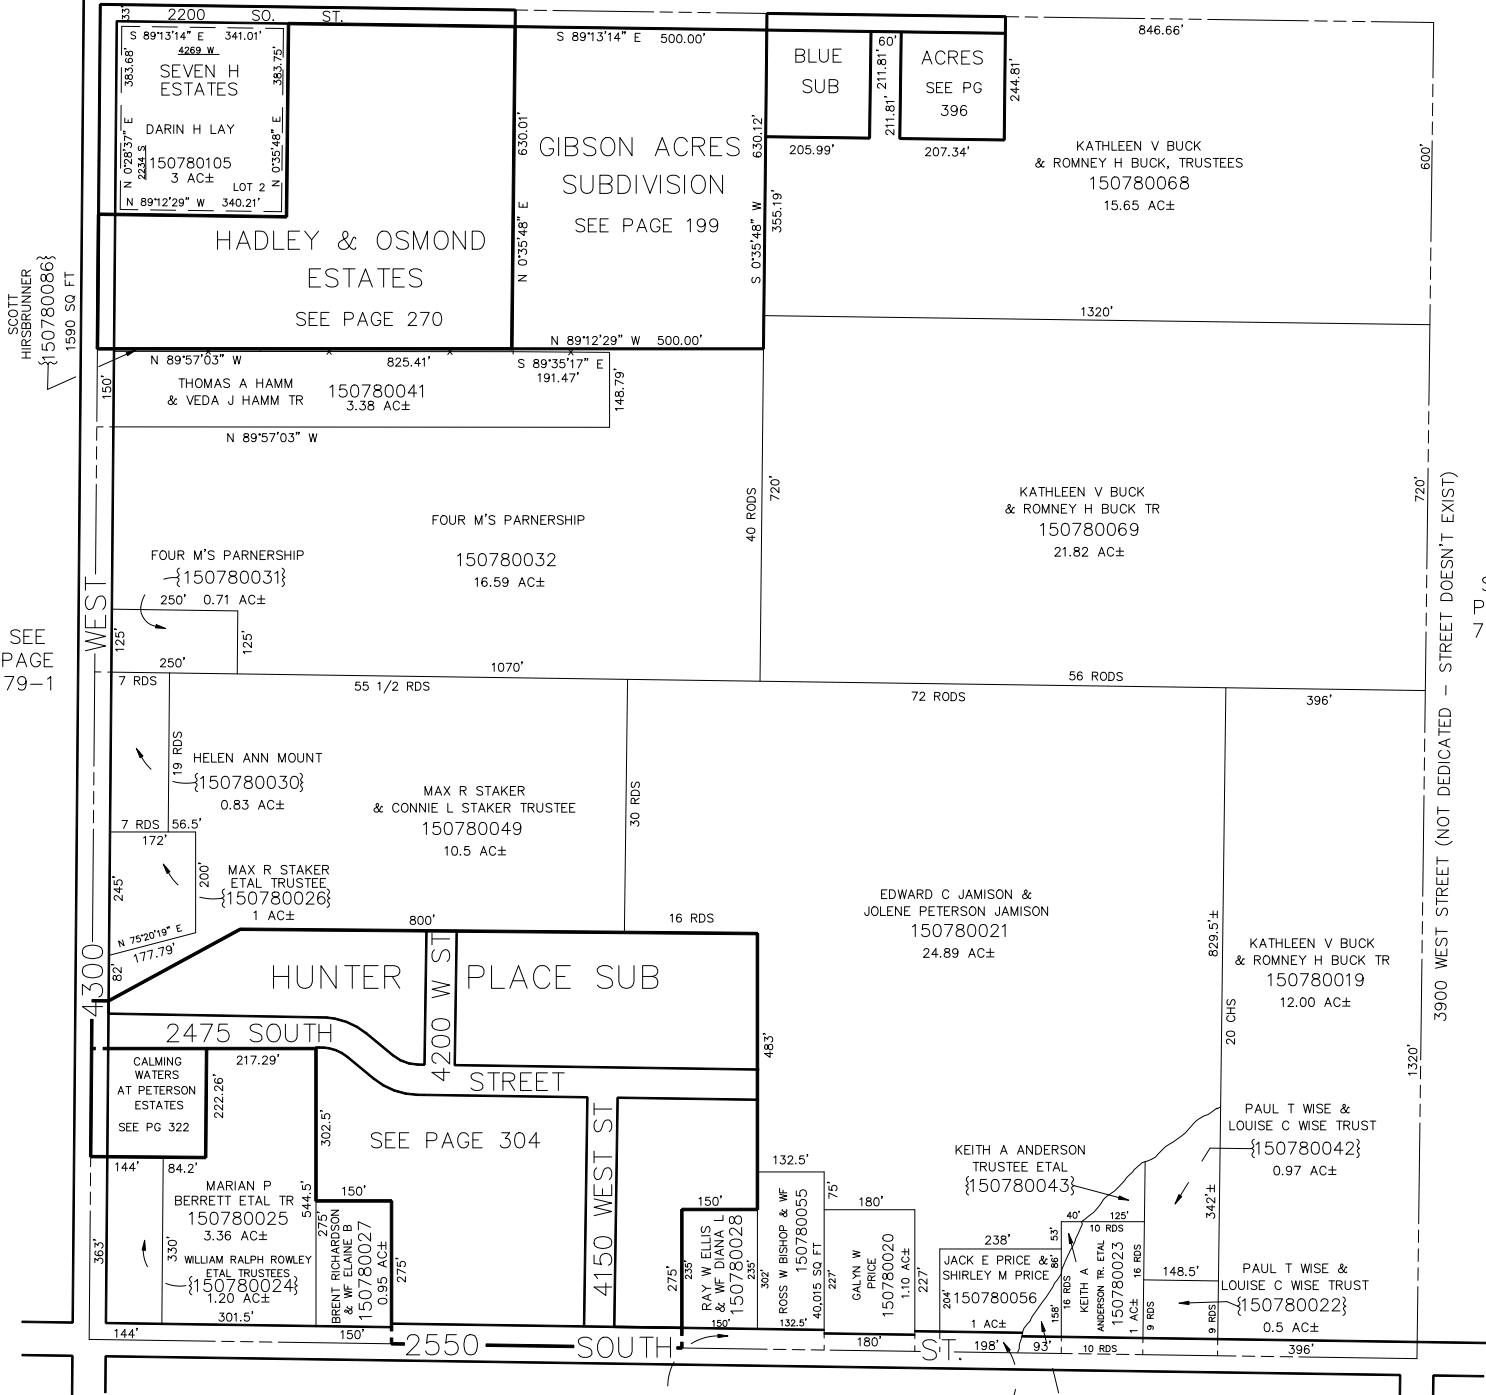 2200 SO. ST.
33'
S 89°13'14" E 341.01'
4269 W
383.68'
383.75'
SEVEN H
ESTATES
DARIN H LAY
150780105
3 AC±
LOT 2
N 0°28'37" E
2234 S
N 0°35'48" E
N 89°12'29" W 340.21'
HADLEY & OSMOND
ESTATES
SEE PAGE 270
S 89°13'14" E 500.00'
630.01'
630.12'
GIBSON ACRES
SUBDIVISION
SEE PAGE 199
N 0°35'48" E
S 0°35'48" W
N 89°12'29" W 500.00'
BLUE
SUB
60'
211.81'
211.81'
ACRES
SEE PG
396
244.81'
205.99'
207.34'
355.19'
846.66'
KATHLEEN V BUCK
& ROMNEY H BUCK, TRUSTEES
150780068
15.65 AC±
600'
1320'
SCOTT
HIRSBRUNNER
{150780086}
1590 SQ FT
N 89°57'03" W
825.41'
S 89°35'17" E
191.47'
150'
THOMAS A HAMM
& VEDA J HAMM TR
150780041
3.38 AC±
148.79'
N 89°57'03" W
FOUR M'S PARNERSHIP
150780032
16.59 AC±
40 RODS
720'
KATHLEEN V BUCK
& ROMNEY H BUCK TR
150780069
21.82 AC±
720'
FOUR M'S PARNERSHIP
{150780031}
250' 0.71 AC±
125'
125'
250'
1070'
56 RODS
SEE
PAGE
79-1
P
7
4300 WEST
3900 WEST STREET (NOT DEDICATED - STREET DOESN'T EXIST)
7 RDS
55 1/2 RDS
72 RODS
396'
19 RDS
HELEN ANN MOUNT
{150780030}
0.83 AC±
7 RDS 56.5'
172'
MAX R STAKER
& CONNIE L STAKER TRUSTEE
150780049
10.5 AC±
30 RDS
245'
200'
MAX R STAKER
ETAL TRUSTEE
{150780026}
1 AC±
N 75°20'19" E
177.79'
82'
800'
16 RDS
EDWARD C JAMISON &
JOLENE PETERSON JAMISON
150780021
24.89 AC±
829.5'±
20 CHS
KATHLEEN V BUCK
& ROMNEY H BUCK TR
150780019
12.00 AC±
1320'
HUNTER PLACE SUB
4200 W ST
2475 SOUTH
STREET
483'
CALMING
WATERS
AT PETERSON
ESTATES
SEE PG 322
217.29'
222.26'
302.5'
SEE PAGE 304
4150 WEST ST
144'
84.2'
MARIAN P
BERRETT ETAL TR
150780025
3.36 AC±
544.5'
363'
330'
WILLIAM RALPH ROWLEY
ETAL TRUSTEES
{150780024}
1.20 AC±
301.5'
144'
150'
275'
BRENT RICHARDSON
& WF ELAINE B
150780027
0.95 AC±
275'
150'
2550 SOUTH ST.
150'
275'
235'
RAY W ELLIS
& WF DIANA L
150780028
235'
150'
132.5'
302'
ROSS W BISHOP & WF
150780055
40,015 SQ FT
75'
227'
132.5'
180'
GALYN W
PRICE
150780020
1.10 AC±
227'
180'
238'
JACK E PRICE &
SHIRLEY M PRICE
150780056
1 AC±
204'
198'
93'
KEITH A ANDERSON
TRUSTEE ETAL
{150780043}
40'
125'
10 RDS
53'
86'
16 RDS
158'
KEITH A
ANDERSON TR. ETAL
150780023
1 AC±
16 RDS
10 RDS
PAUL T WISE &
LOUISE C WISE TRUST
{150780042}
0.97 AC±
342'±
148.5'
9 RDS
9 RDS
PAUL T WISE &
LOUISE C WISE TRUST
{150780022}
0.5 AC±
396'